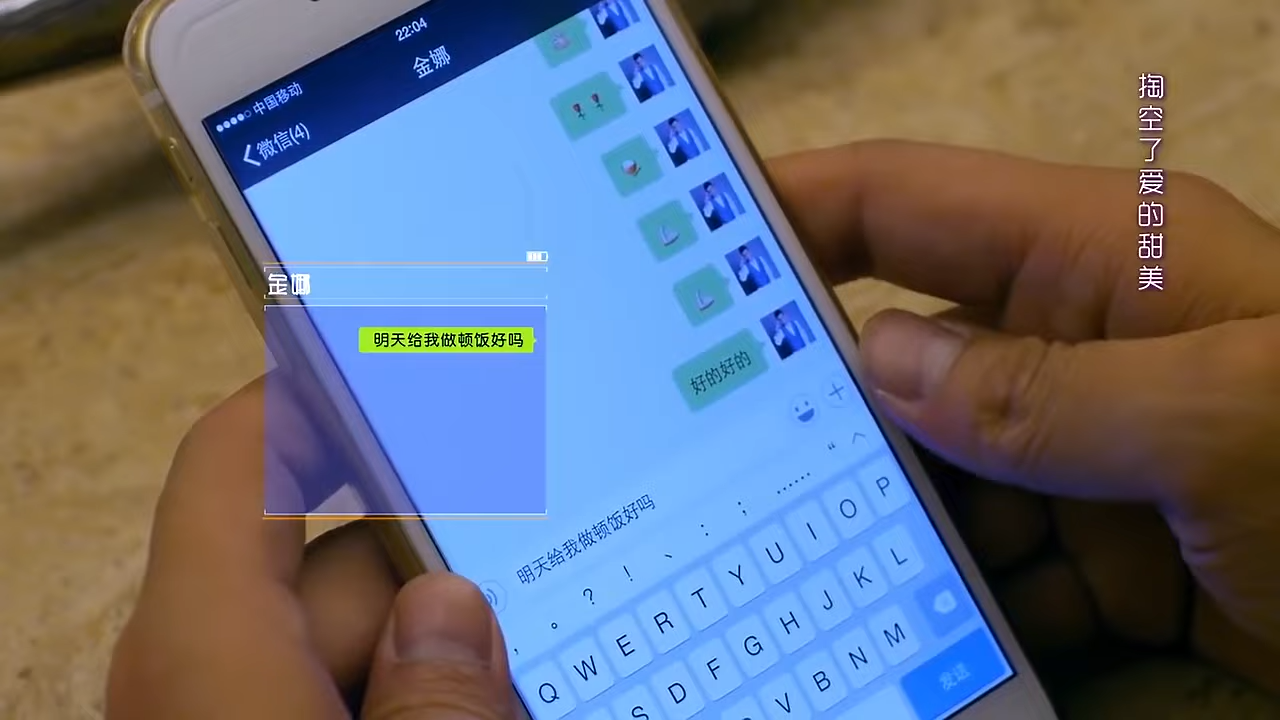 22:04
中国移动
金娜
微信(4)
好的好的
金娜
明天给我做顿饭好吗
明天给我做顿饭好吗
， 。 ? ! 、 : ; …… “
Q W E R T Y U I O P
S D F G H J K L
V B N M
发送
掏空了爱的甜美